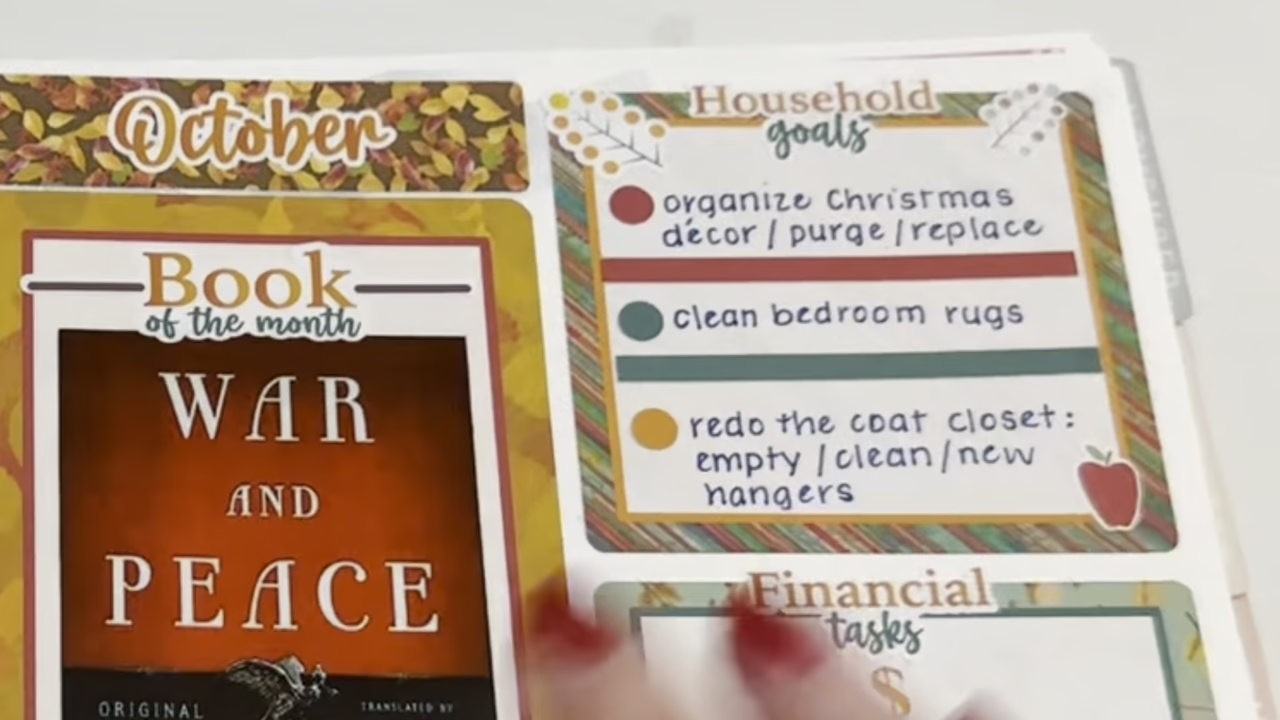 October
Book
of the month
WAR
AND
PEACE
ORIGINAL
TRANSLATED BY
Household
goals
organize Christmas
décor / purge / replace
clean bedroom rugs
redo the coat closet:
empty / clean / new
hangers
Financial
tasks
$